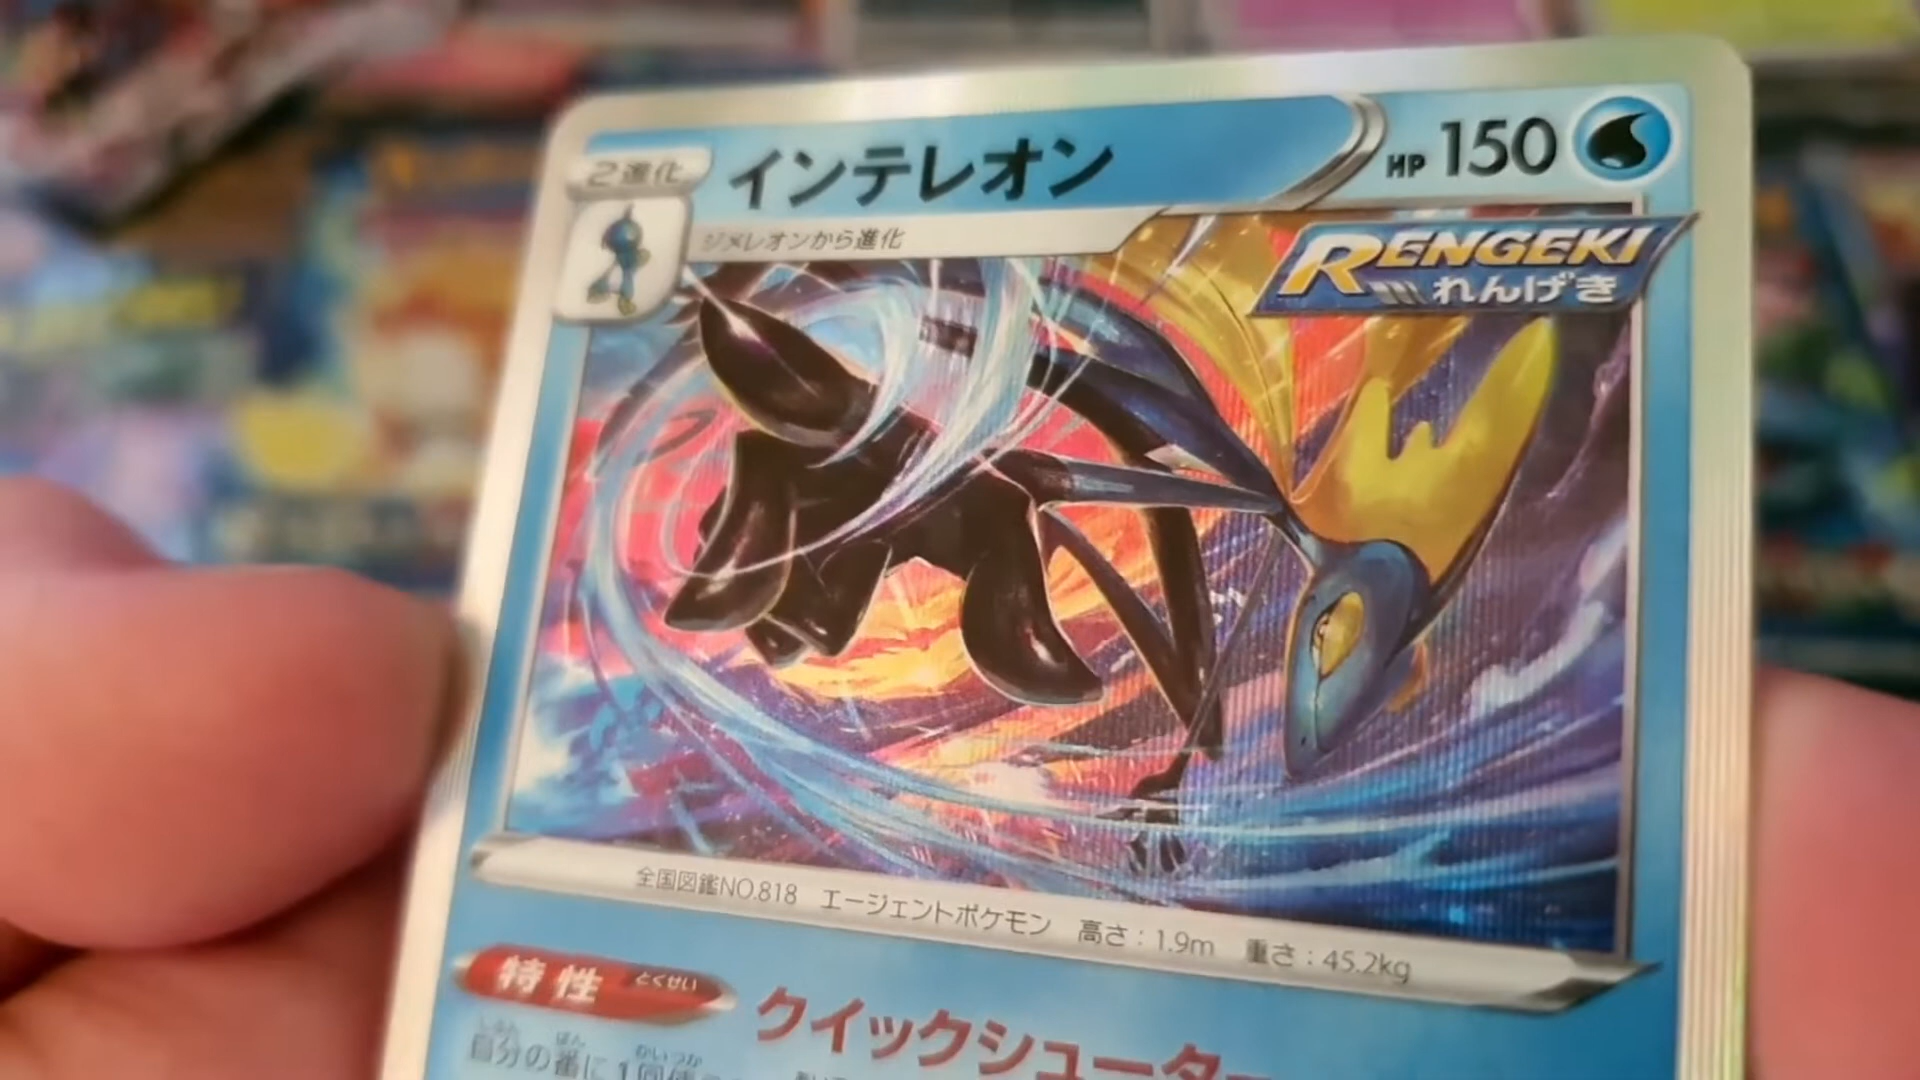 2進化
インテレオン
HP 150
ジメレオンから進化
RENGEKI
れんげき
全国図鑑NO.818 エージェントポケモン 高さ：1.9m 重さ：45.2kg
特性 とくせい
クイックシューター
自分の番に1回使